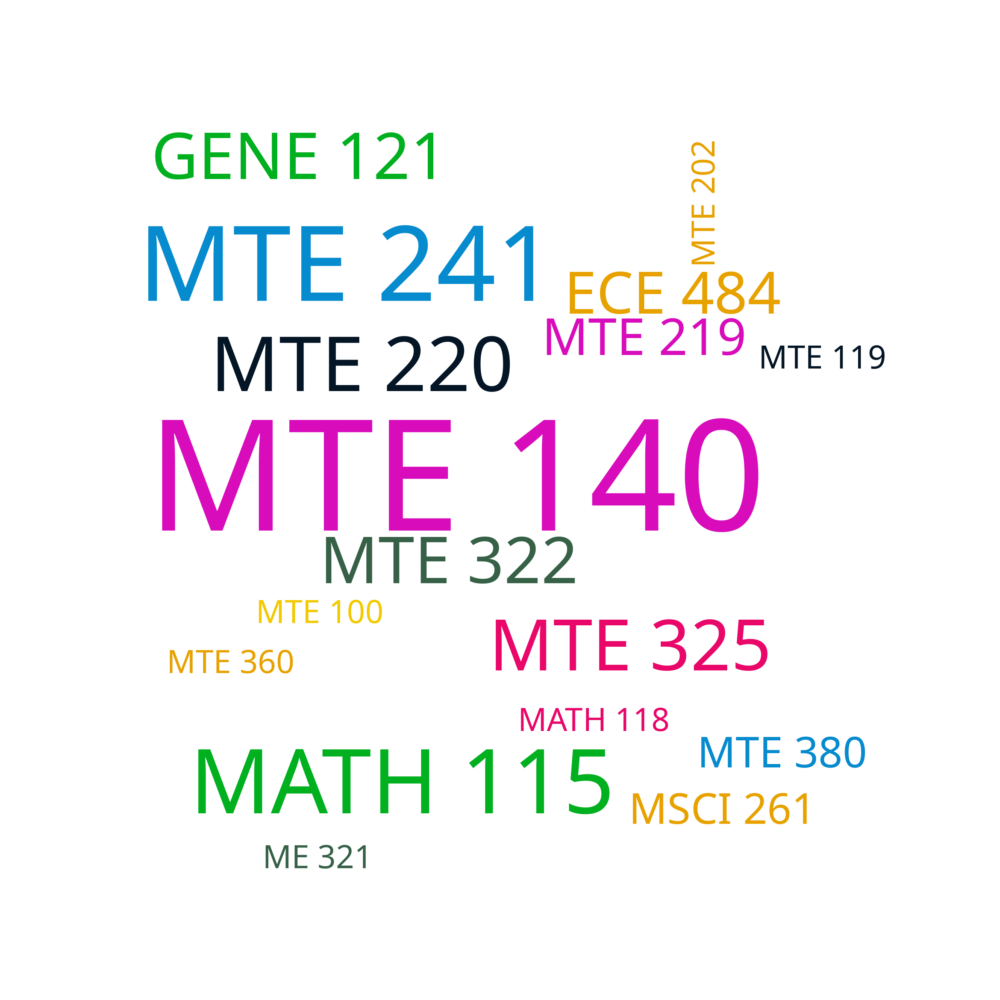 GENE 121
MTE 202
MTE 241
ECE 484
MTE 219
MTE 119
MTE 220
MTE 140
MTE 322
MTE 100
MTE 325
MTE 360
MATH 118
MTE 380
MATH 115
MSCI 261
ME 321